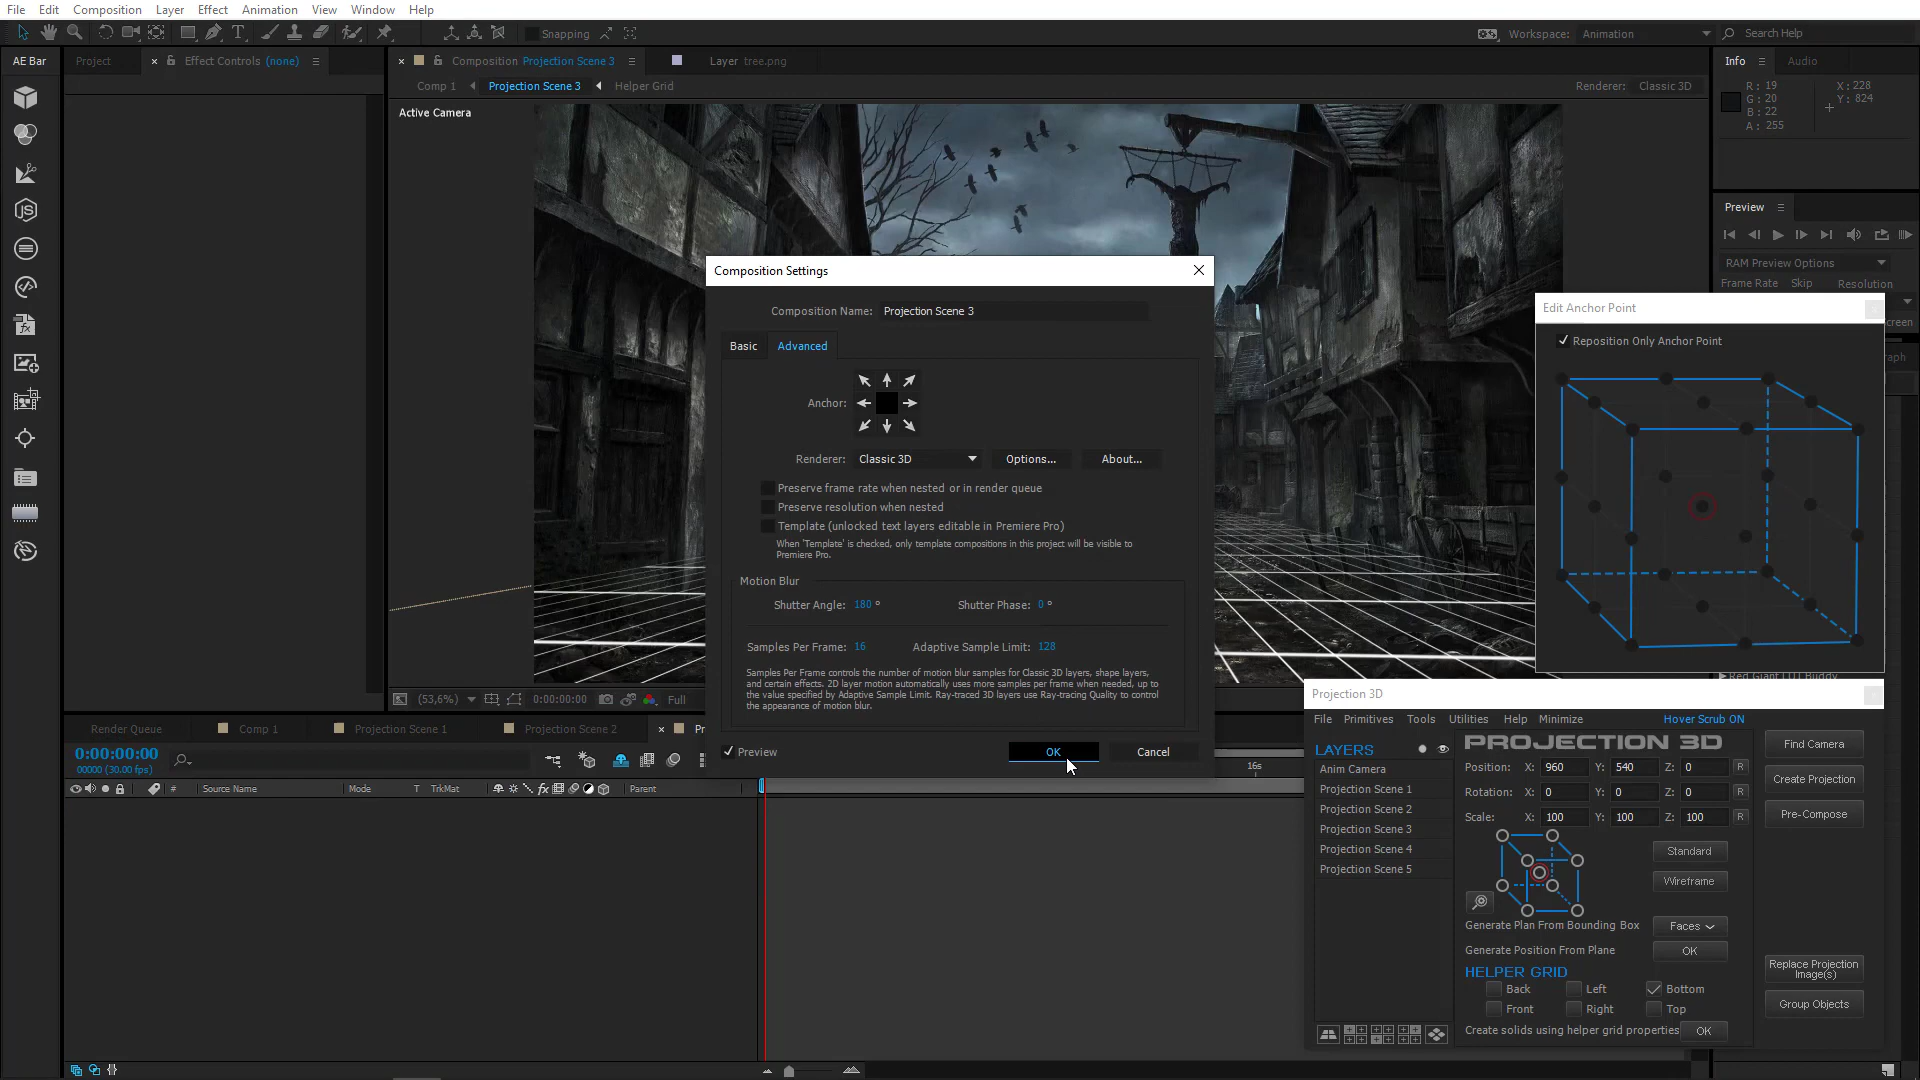 File Edit Composition Layer Effect Animation View Window Help
Snapping
Workspace: Animation
Search Help
AE Bar
Project
Effect Controls (none)
Composition Projection Scene 3
Layer tree.png
Info
Audio
Comp 1
Projection Scene 3
Helper Grid
Renderer: Classic 3D
R: 19
G: 20
B: 22
A: 255
X: 228
Y: 824
Active Camera
Preview
RAM Preview Options
Frame Rate Skip Resolution
Composition Settings
Composition Name: Projection Scene 3
Basic
Advanced
Anchor:
Renderer: Classic 3D
Options...
About...
Preserve frame rate when nested or in render queue
Preserve resolution when nested
Template (unlocked text layers editable in Premiere Pro)
When 'Template' is checked, only template compositions in this project will be visible to
Premiere Pro.
Motion Blur
Shutter Angle: 180 °
Shutter Phase: 0 °
Samples Per Frame: 16
Adaptive Sample Limit: 128
Samples Per Frame controls the number of motion blur samples for Classic 3D layers, shape layers,
and certain effects. 2D layer motion automatically uses more samples per frame when needed, up to
the value specified by Adaptive Sample Limit. Ray-traced 3D layers use Ray-tracing Quality to control
the appearance of motion blur.
Preview
OK
Cancel
Edit Anchor Point
Reposition Only Anchor Point
creen
raph
Red Giant LUT Buddy
(53,6%)
0:00:00:00
Full
Render Queue
Comp 1
Projection Scene 1
Projection Scene 2
Pr
0:00:00:00
00000 (30.00 fps)
16s
# Source Name Mode T TrkMat Parent
Projection 3D
File Primitives Tools Utilities Help Minimize
Hover Scrub ON
LAYERS
Anim Camera
Projection Scene 1
Projection Scene 2
Projection Scene 3
Projection Scene 4
Projection Scene 5
PROJECTION 3D
Position: X: 960 Y: 540 Z: 0 R
Rotation: X: 0 Y: 0 Z: 0 R
Scale: X: 100 Y: 100 Z: 100 R
Standard
Wireframe
Generate Plan From Bounding Box
Faces
Generate Position From Plane
OK
HELPER GRID
Back Left Bottom
Front Right Top
Create solids using helper grid properties
OK
Find Camera
Create Projection
Pre-Compose
Replace Projection
Image(s)
Group Objects